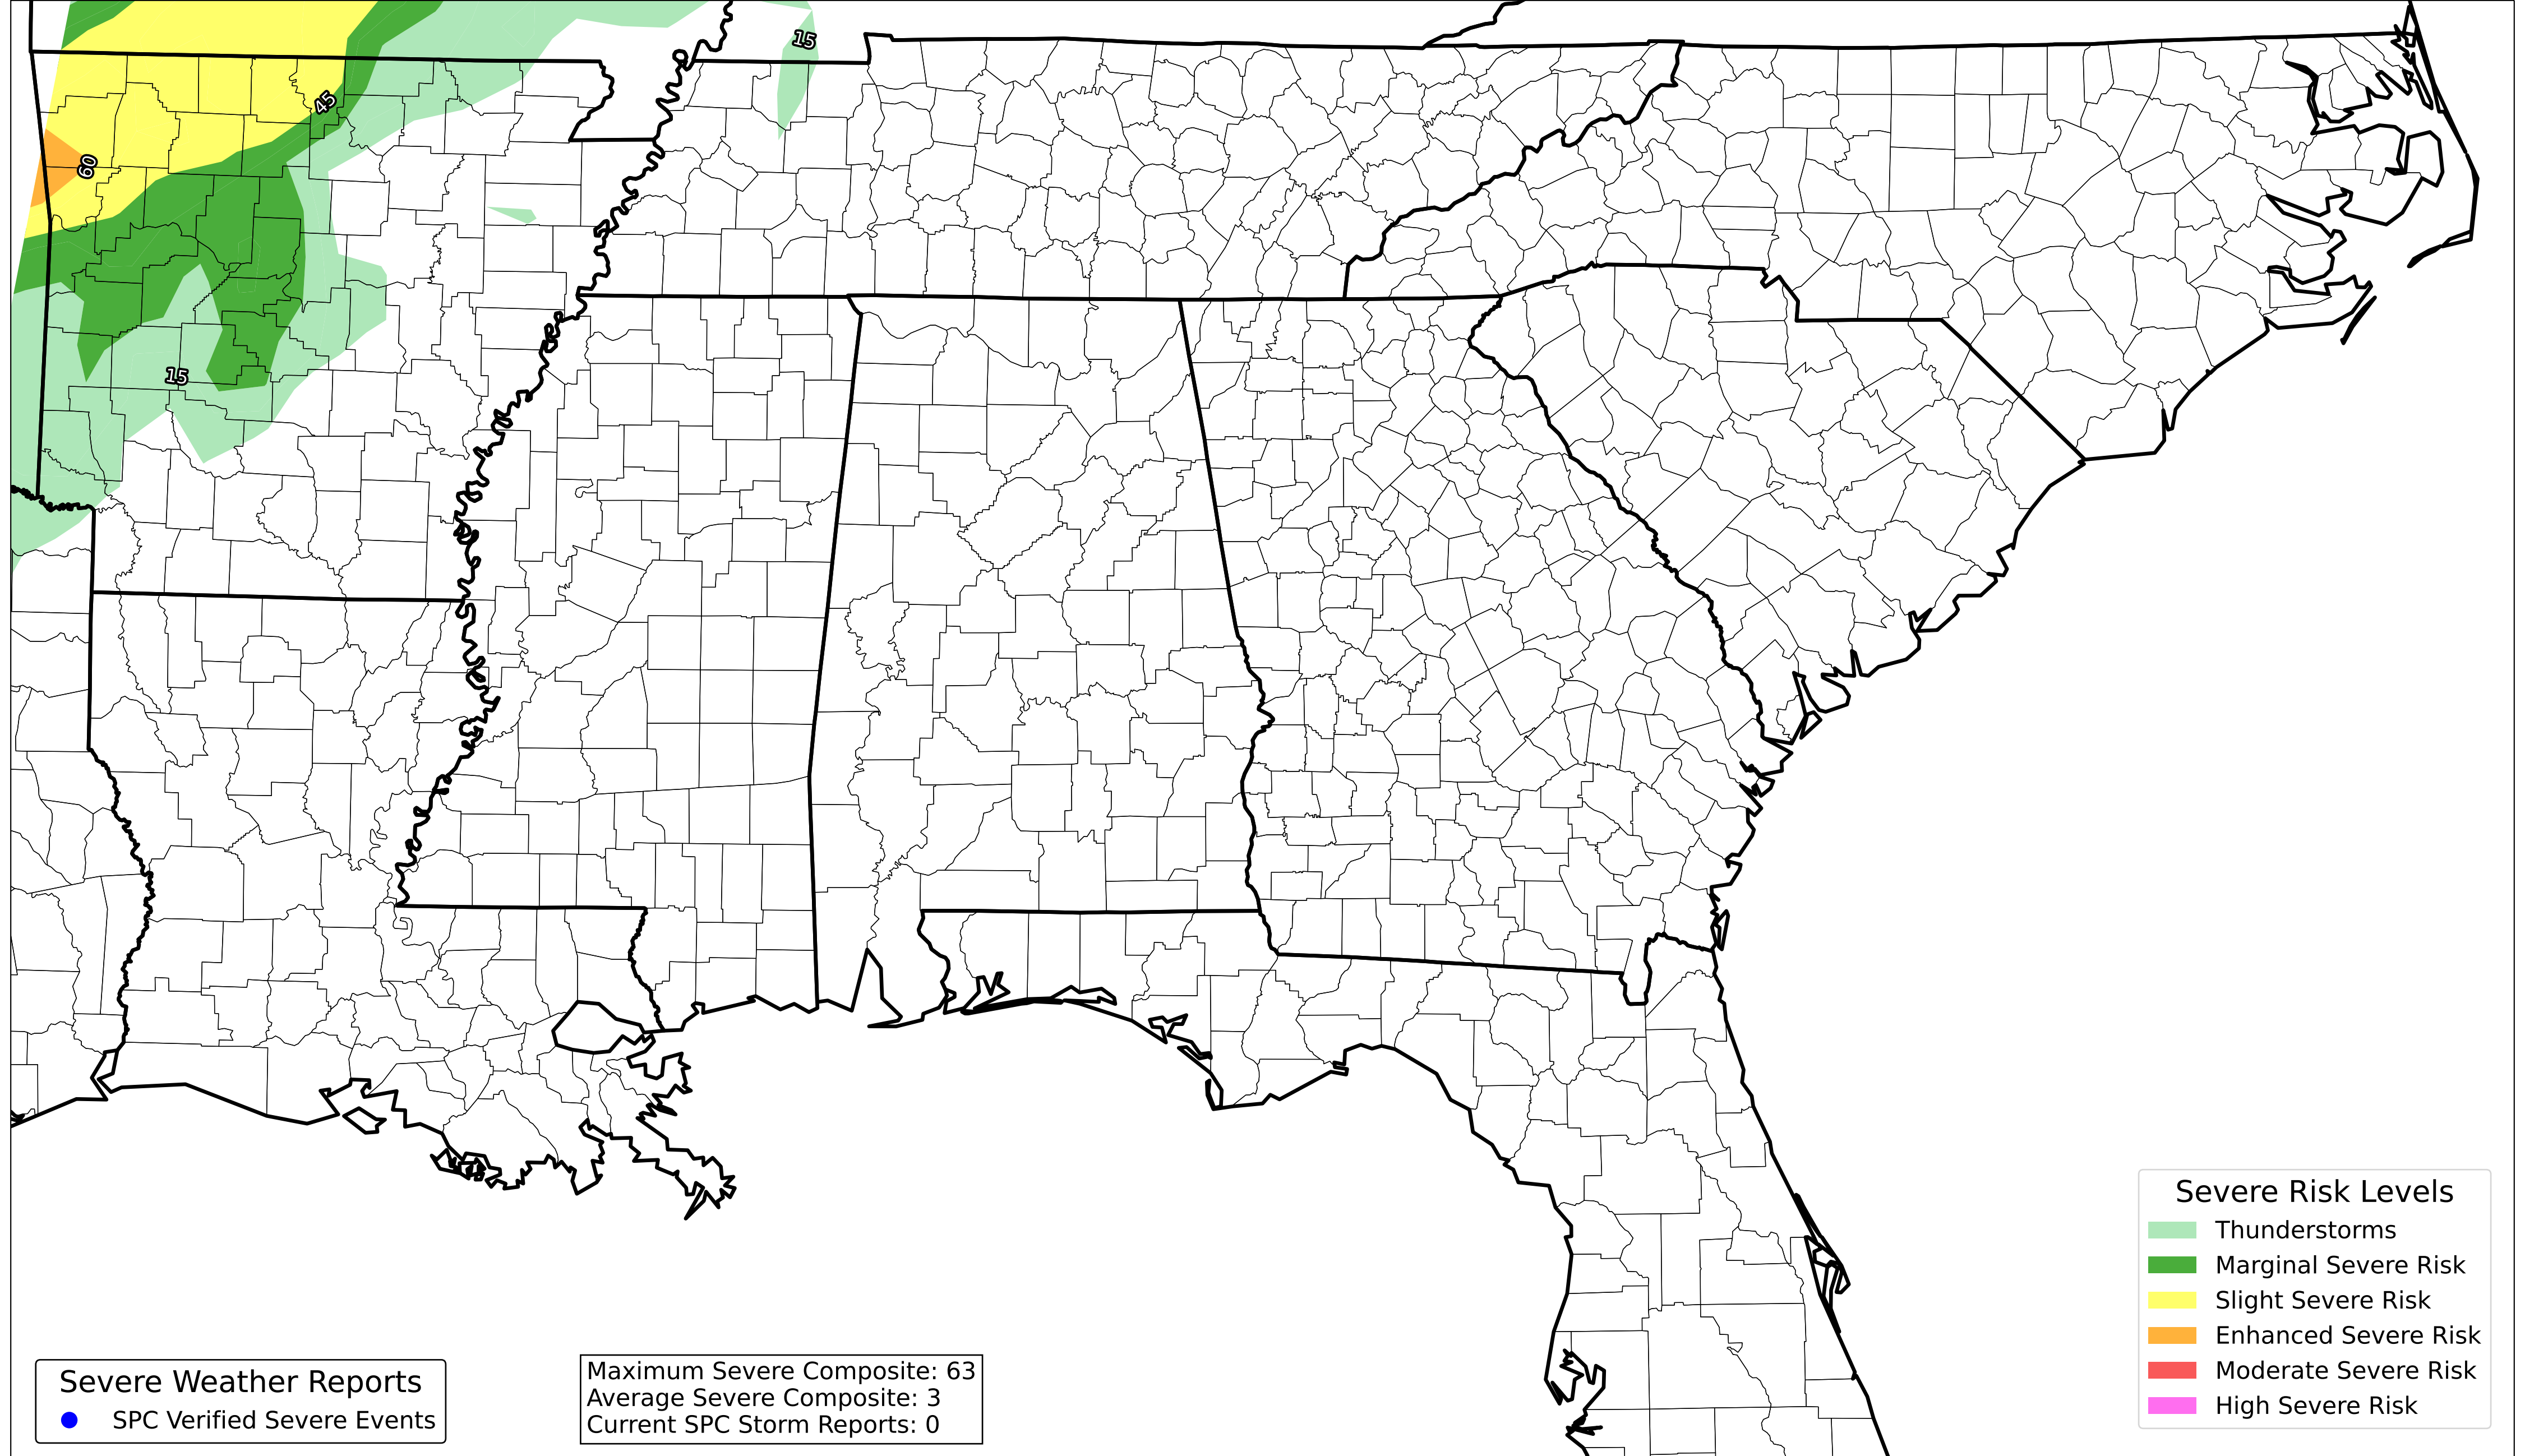 15
45
60
15
Severe Risk Levels
Thunderstorms
Marginal Severe Risk
Slight Severe Risk
Enhanced Severe Risk
Moderate Severe Risk
High Severe Risk
Severe Weather Reports
SPC Verified Severe Events
Maximum Severe Composite: 63
Average Severe Composite: 3
Current SPC Storm Reports: 0